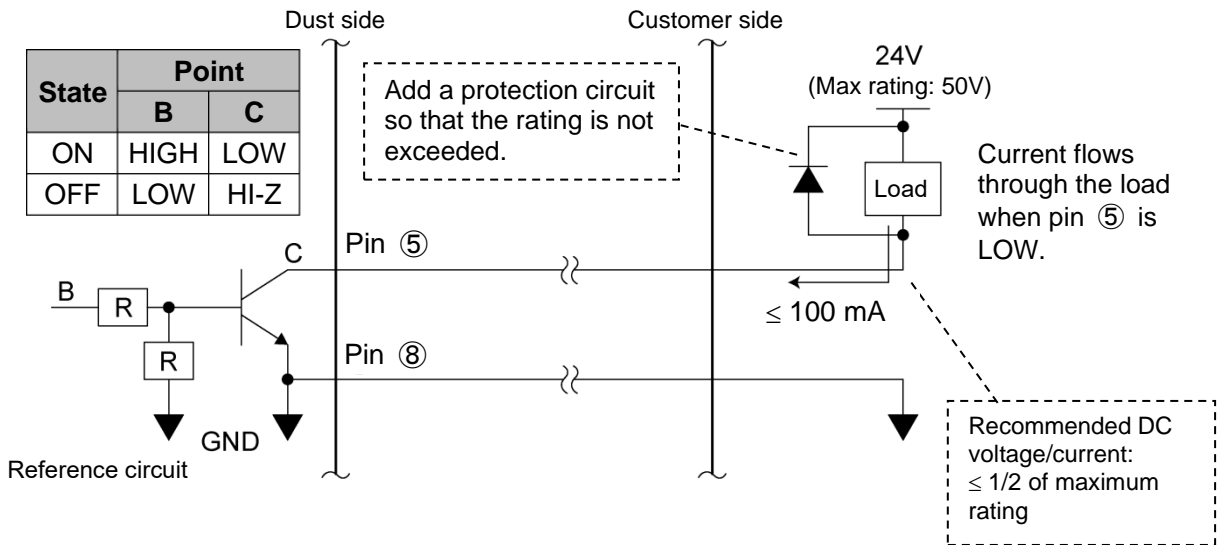 Dust side
Customer side
State
Point
B C
ON HIGH LOW
OFF LOW HI-Z
Add a protection circuit
so that the rating is not
exceeded.
24V
(Max rating: 50V)
Load
Current flows
through the load
when pin ⑤ is
LOW.
C
Pin ⑤
B
R
R
≤ 100 mA
Pin ⑧
GND
Reference circuit
Recommended DC
voltage/current:
≤ 1/2 of maximum
rating